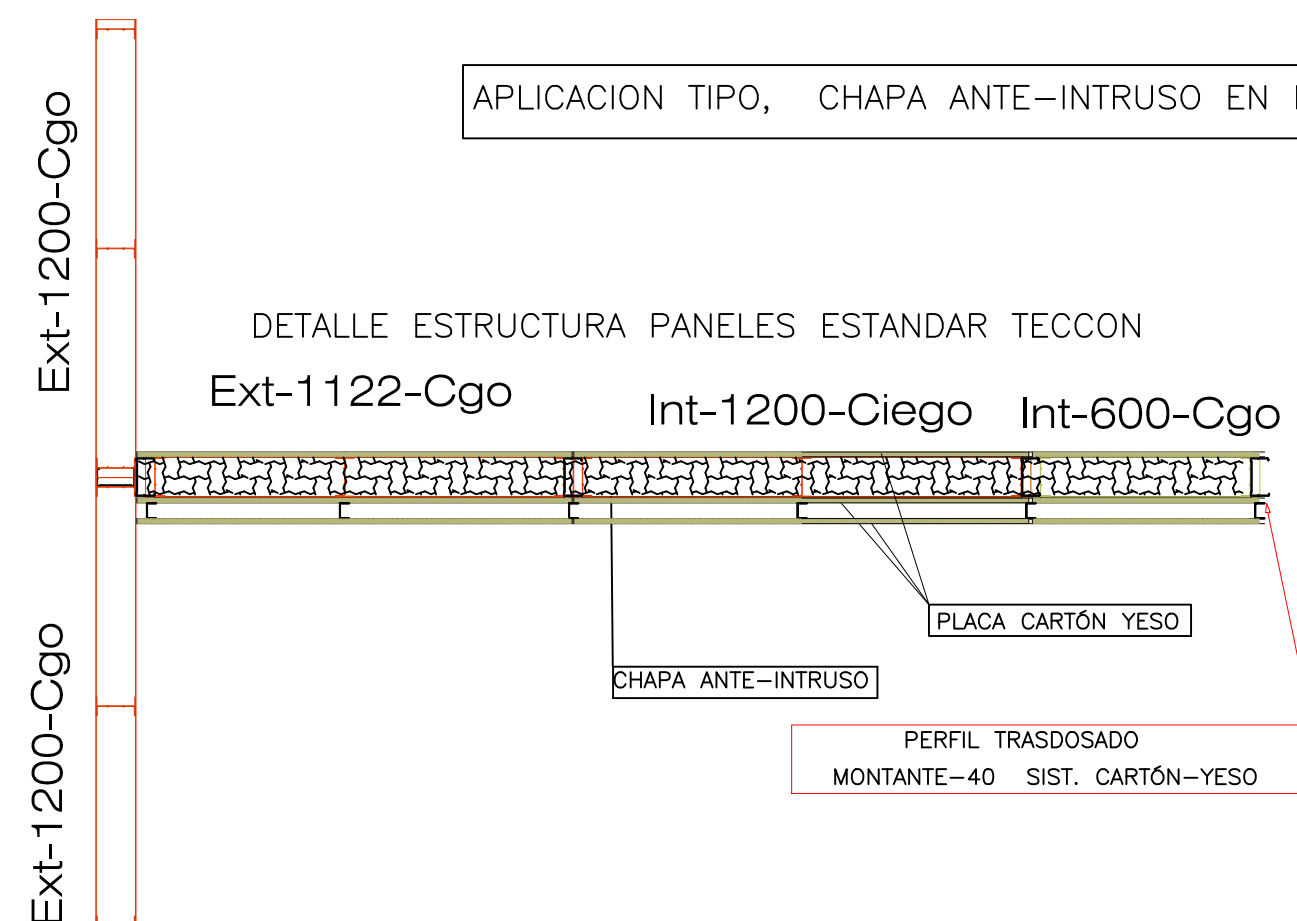 APLICACION TIPO, CHAPA ANTE-INTRUSO EN
Ext-1200-Cgo
DETALLE ESTRUCTURA PANELES ESTANDAR TECCON
Ext-1122-Cgo
Int-1200-Ciego
Int-600-Cgo
PLACA CARTÓN YESO
CHAPA ANTE-INTRUSO
Ext-1200-Cgo
PERFIL TRASDOSADO
MONTANTE-40 SIST. CARTÓN-YESO